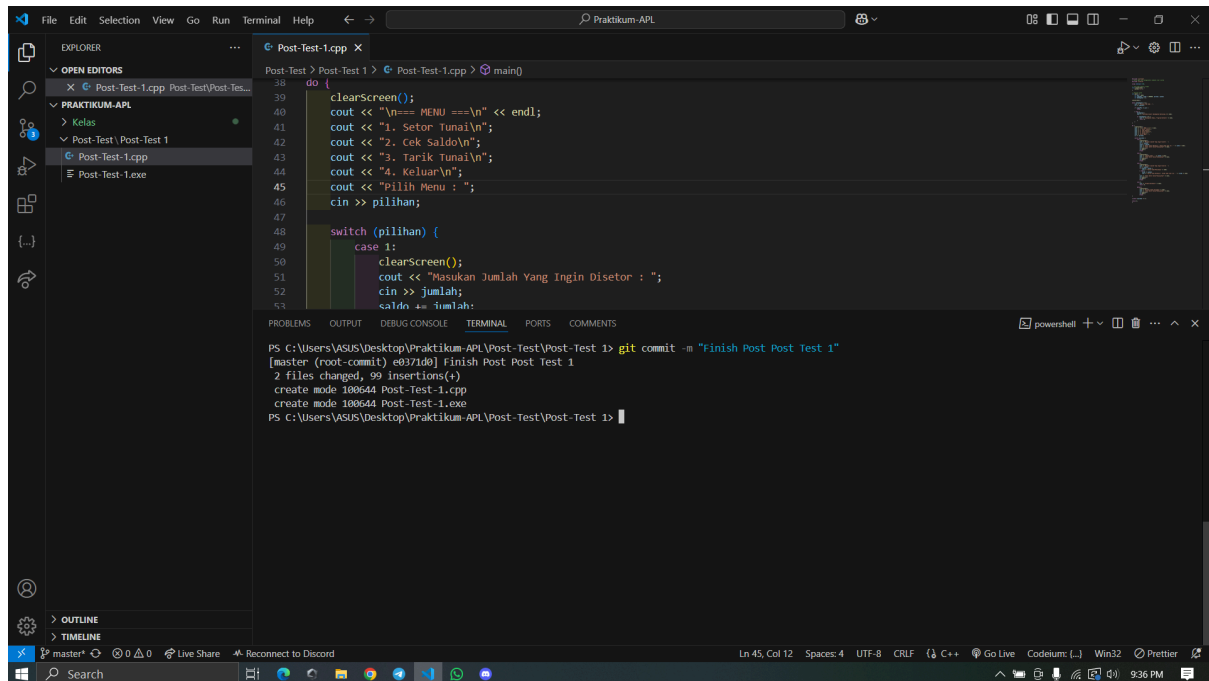 File Edit Selection View Go Run Terminal Help Praktikum-APL
EXPLORER
OPEN EDITORS
Post-Test-1.cpp Post-Test\Post-Tes...
PRAKTIKUM-APL
Kelas
Post-Test\Post-Test 1
Post-Test-1.cpp
Post-Test-1.exe
3
{...}
OUTLINE
TIMELINE
Post-Test-1.cpp
Post-Test > Post-Test 1 > Post-Test-1.cpp > main()
38 do {
39 clearScreen();
40 cout << "\n=== MENU ===\n" << endl;
41 cout << "1. Setor Tunai\n";
42 cout << "2. Cek Saldo\n";
43 cout << "3. Tarik Tunai\n";
44 cout << "4. Keluar\n";
45 cout << "Pilih Menu : ";
46 cin >> pilihan;
47
48 switch (pilihan) {
49 case 1:
50 clearScreen();
51 cout << "Masukan Jumlah Yang Ingin Disetor : ";
52 cin >> jumlah;
53 saldo += jumlah;
PROBLEMS OUTPUT DEBUG CONSOLE TERMINAL PORTS COMMENTS powershell
PS C:\Users\ASUS\Desktop\Praktikum-APL\Post-Test\Post-Test 1> git commit -m "Finish Post Post Test 1"
[master (root-commit) e0371d0] Finish Post Post Test 1
2 files changed, 99 insertions(+)
create mode 100644 Post-Test-1.cpp
create mode 100644 Post-Test-1.exe
PS C:\Users\ASUS\Desktop\Praktikum-APL\Post-Test\Post-Test 1>
master* 0 0 Live Share Reconnect to Discord Ln 45, Col 12 Spaces: 4 UTF-8 CRLF C++ Go Live Codeium: {...} Win32 Prettier
Search 9:36 PM